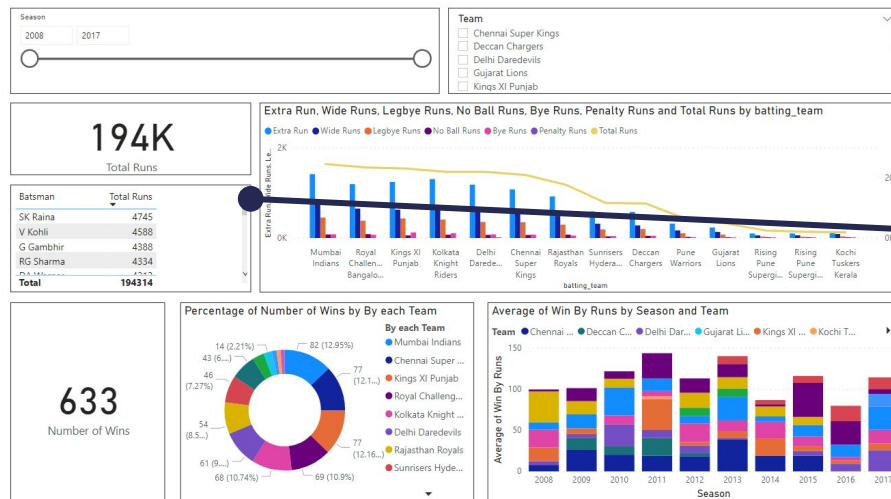 Season
2008 2017
Team
Chennai Super Kings
Deccan Chargers
Delhi Daredevils
Gujarat Lions
Kings XI Punjab
194K
Total Runs
Batsman Total Runs
SK Raina 4745
V Kohli 4588
G Gambhir 4388
RG Sharma 4334
Total 194314
Extra Run, Wide Runs, Legbye Runs, No Ball Runs, Bye Runs, Penalty Runs and Total Runs by batting_team
Extra Run Wide Runs Legbye Runs No Ball Runs Bye Runs Penalty Runs Total Runs
2K
0K
Mumbai Indians
Royal Challen... Bangalo...
Kings XI Punjab
Kolkata Knight Riders
Delhi Darede...
Chennai Super Kings
Rajasthan Royals
Sunrisers Hydera...
Deccan Chargers
Pune Warriors
Gujarat Lions
Rising Pune Supergi...
Rising Pune Supergi...
Kochi Tuskers Kerala
batting_team
633
Number of Wins
Percentage of Number of Wins by By each Team
82 (12.95%)
77 (12.1...)
77 (12.16...)
69 (10.9%)
68 (10.74%)
61 (9....)
54 (8.5...)
46 (7.27%)
43 (6....)
14 (2.21%)
By each Team
Mumbai Indians
Chennai Super ...
Kings XI Punjab
Royal Challeng...
Kolkata Knight ...
Delhi Daredevils
Rajasthan Royals
Sunrisers Hyde...
Average of Win By Runs by Season and Team
Team Chennai ... Deccan C... Delhi Dar... Gujarat Li... Kings XI ... Kochi T...
Average of Win By Runs
150
100
50
0
2008 2009 2010 2011 2012 2013 2014 2015 2016 2017
Season